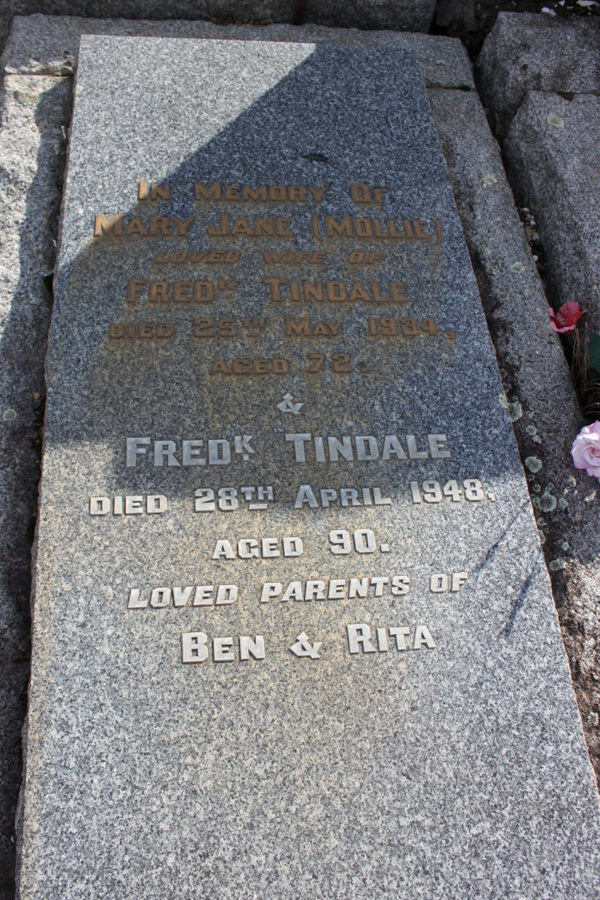 In Memory Of
Mary Jane (Mollie)
Loved Wife Of
Fredk Tindale
Died 25th May 1934,
Aged 72.
&
Fredk Tindale
Died 28th April 1948,
Aged 90.
Loved Parents Of
Ben & Rita